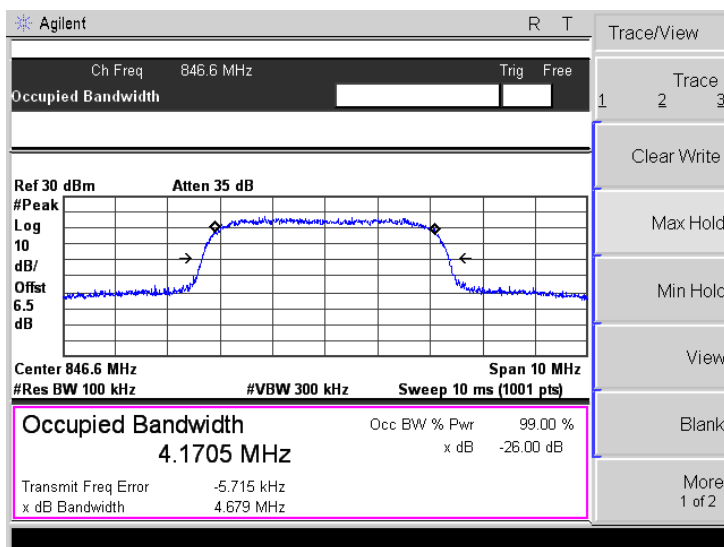 Agilent R T
Trace/View
Ch Freq 846.6 MHz Trig Free
Occupied Bandwidth
Trace
1 2 3
Clear Write
Max Hold
Min Hold
View
Blank
More
1 of 2
Ref 30 dBm Atten 35 dB
#Peak
Log
10
dB/
Offst
6.5
dB
Center 846.6 MHz Span 10 MHz
#Res BW 100 kHz #VBW 300 kHz Sweep 10 ms (1001 pts)
Occupied Bandwidth Occ BW % Pwr 99.00 %
4.1705 MHz x dB -26.00 dB
Transmit Freq Error -5.715 kHz
x dB Bandwidth 4.679 MHz